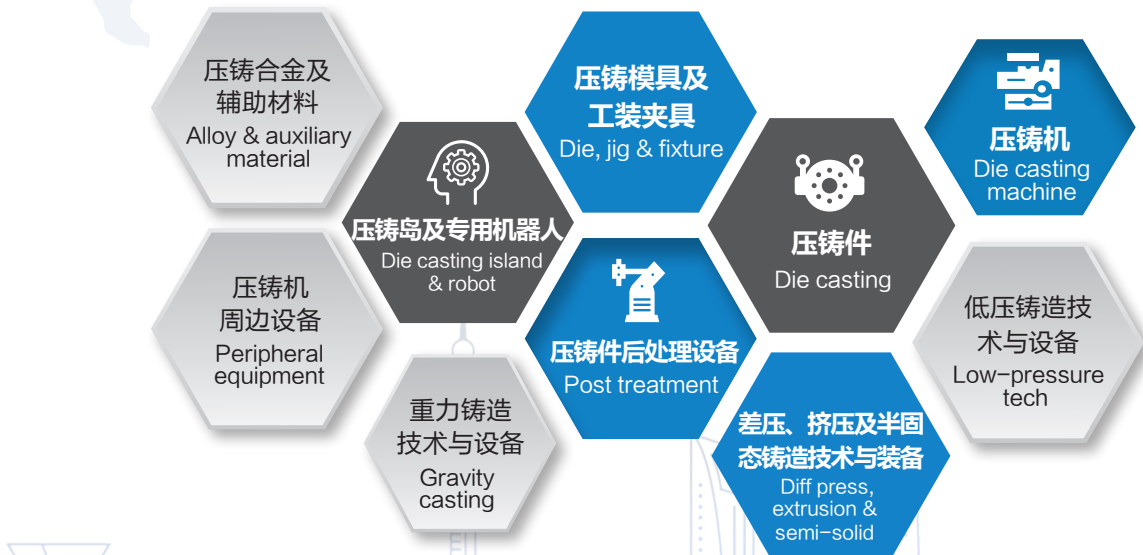 压铸合金及
辅助材料
Alloy & auxiliary
material
压铸模具及
工装夹具
Die, jig & fixture
压铸机
Die casting
machine
压铸岛及专用机器人
Die casting island
& robot
压铸件
Die casting
压铸机
周边设备
Peripheral
equipment
压铸件后处理设备
Post treatment
低压铸造技
术与设备
Low-pressure
tech
重力铸造
技术与设备
Gravity
casting
差压、挤压及半固
态铸造技术与装备
Diff press,
extrusion &
semi-solid